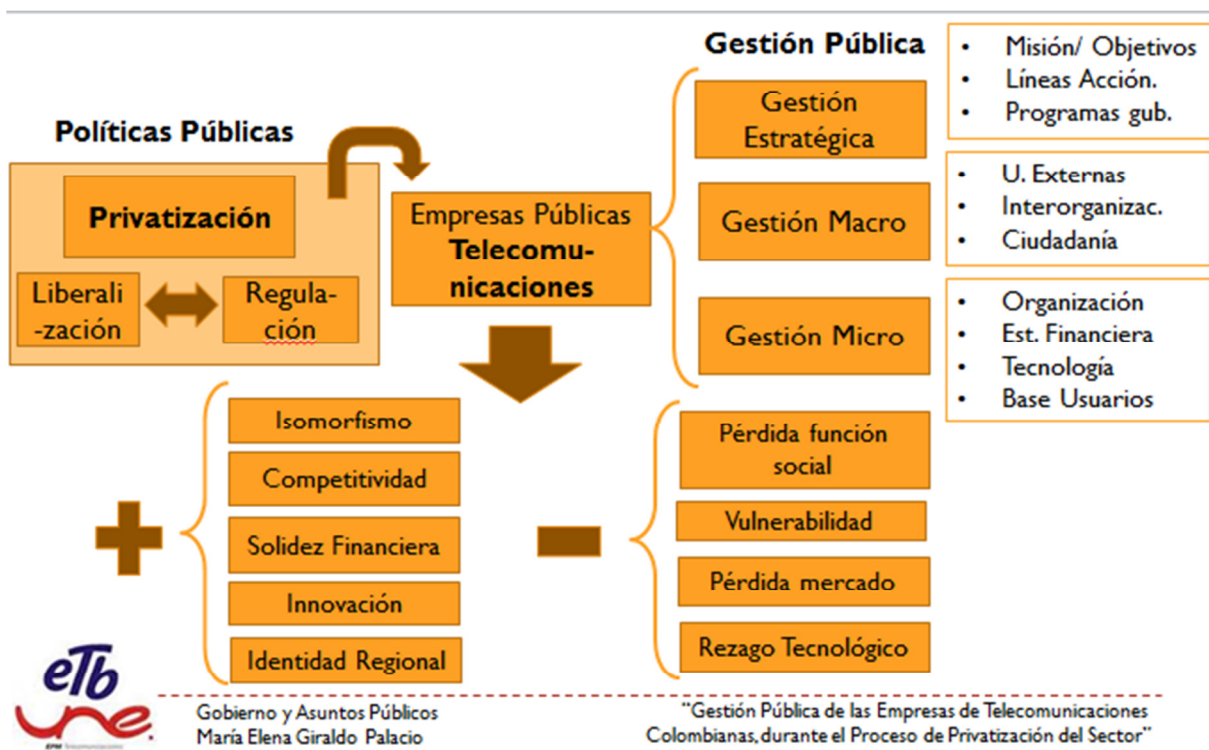 Políticas Públicas
Privatización
Liberali
-zación
Regula-
ción
Empresas Públicas
Telecomu-
nicaciones
Gestión Pública
Gestión
Estratégica
Gestión Macro
Gestión Micro
• Misión/ Objetivos
• Líneas Acción.
• Programas gub.
• U. Externas
• Interorganizac.
• Ciudadanía
• Organización
• Est. Financiera
• Tecnología
• Base Usuarios
Isomorfismo
Competitividad
Solidez Financiera
Innovación
Identidad Regional
Pérdida función
social
Vulnerabilidad
Pérdida mercado
Rezago Tecnológico
eTb
une.
EPM Telecomunicaciones
Gobierno y Asuntos Públicos
María Elena Giraldo Palacio
"Gestión Pública de las Empresas de Telecomunicaciones
Colombianas, durante el Proceso de Privatización del Sector"